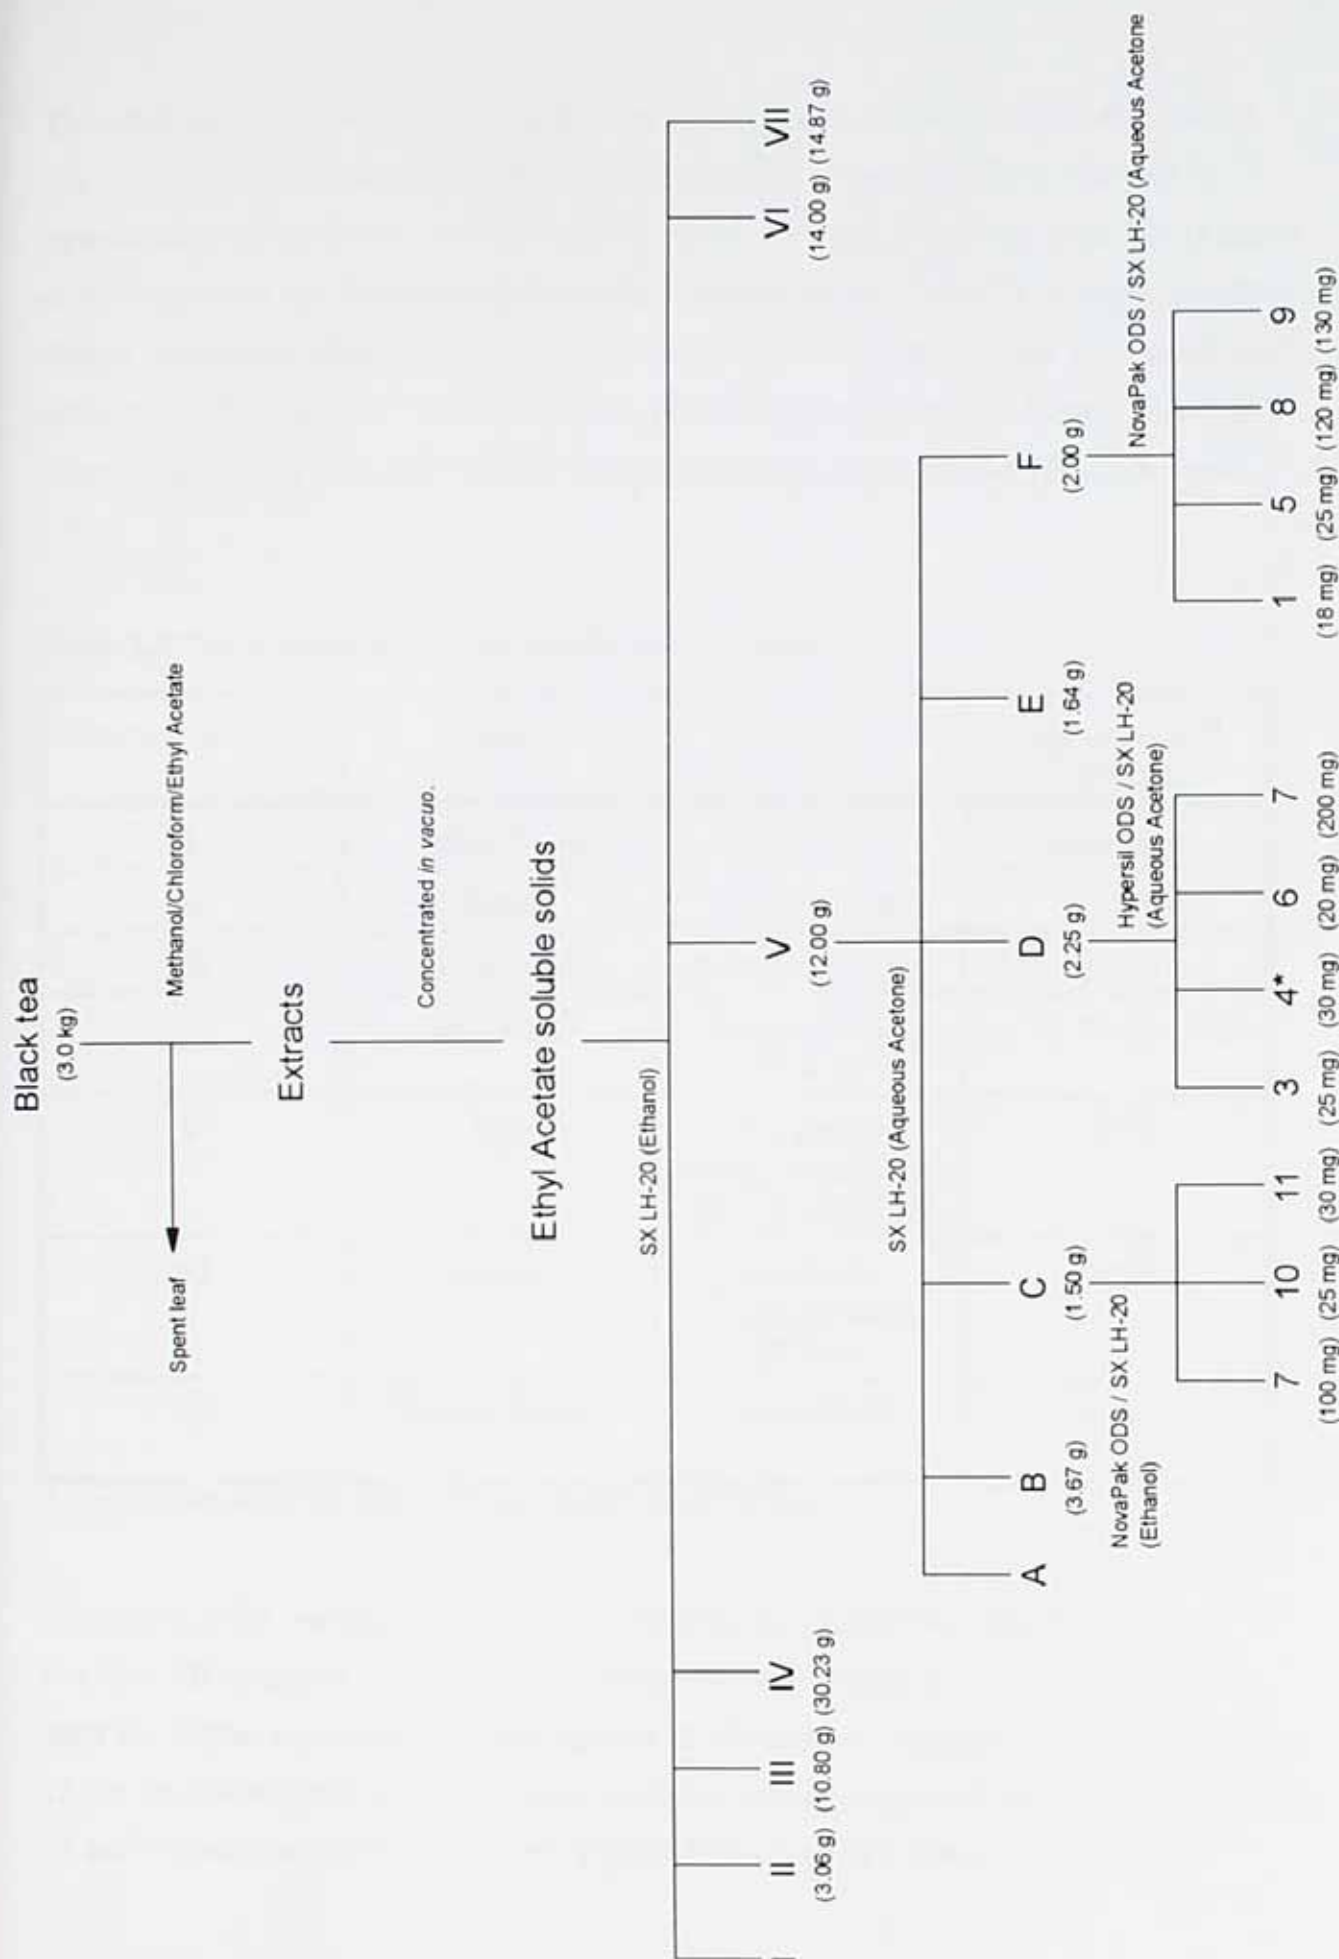 Black tea
(3.0 kg)
Methanol/Chloroform/Ethyl Acetate
Spent leaf
Extracts
Concentrated in vacuo.
Ethyl Acetate soluble solids
SX LH-20 (Ethanol)
II III IV V VI VII
(3.06 g) (10.80 g) (30.23 g) (12.00 g) (14.00 g) (14.87 g)
SX LH-20 (Aqueous Acetone)
A B C D E F
(3.67 g) (1.50 g) (2.25 g) (1.64 g) (2.00 g)
NovaPak ODS / SX LH-20
(Ethanol)
Hypersil ODS / SX LH-20
(Aqueous Acetone)
NovaPak ODS / SX LH-20 (Aqueous Acetone
7 10 11 3 4* 6 7 1 5 8 9
(100 mg) (25 mg) (30 mg) (25 mg) (30 mg) (20 mg) (200 mg) (18 mg) (25 mg) (120 mg) (130 mg)